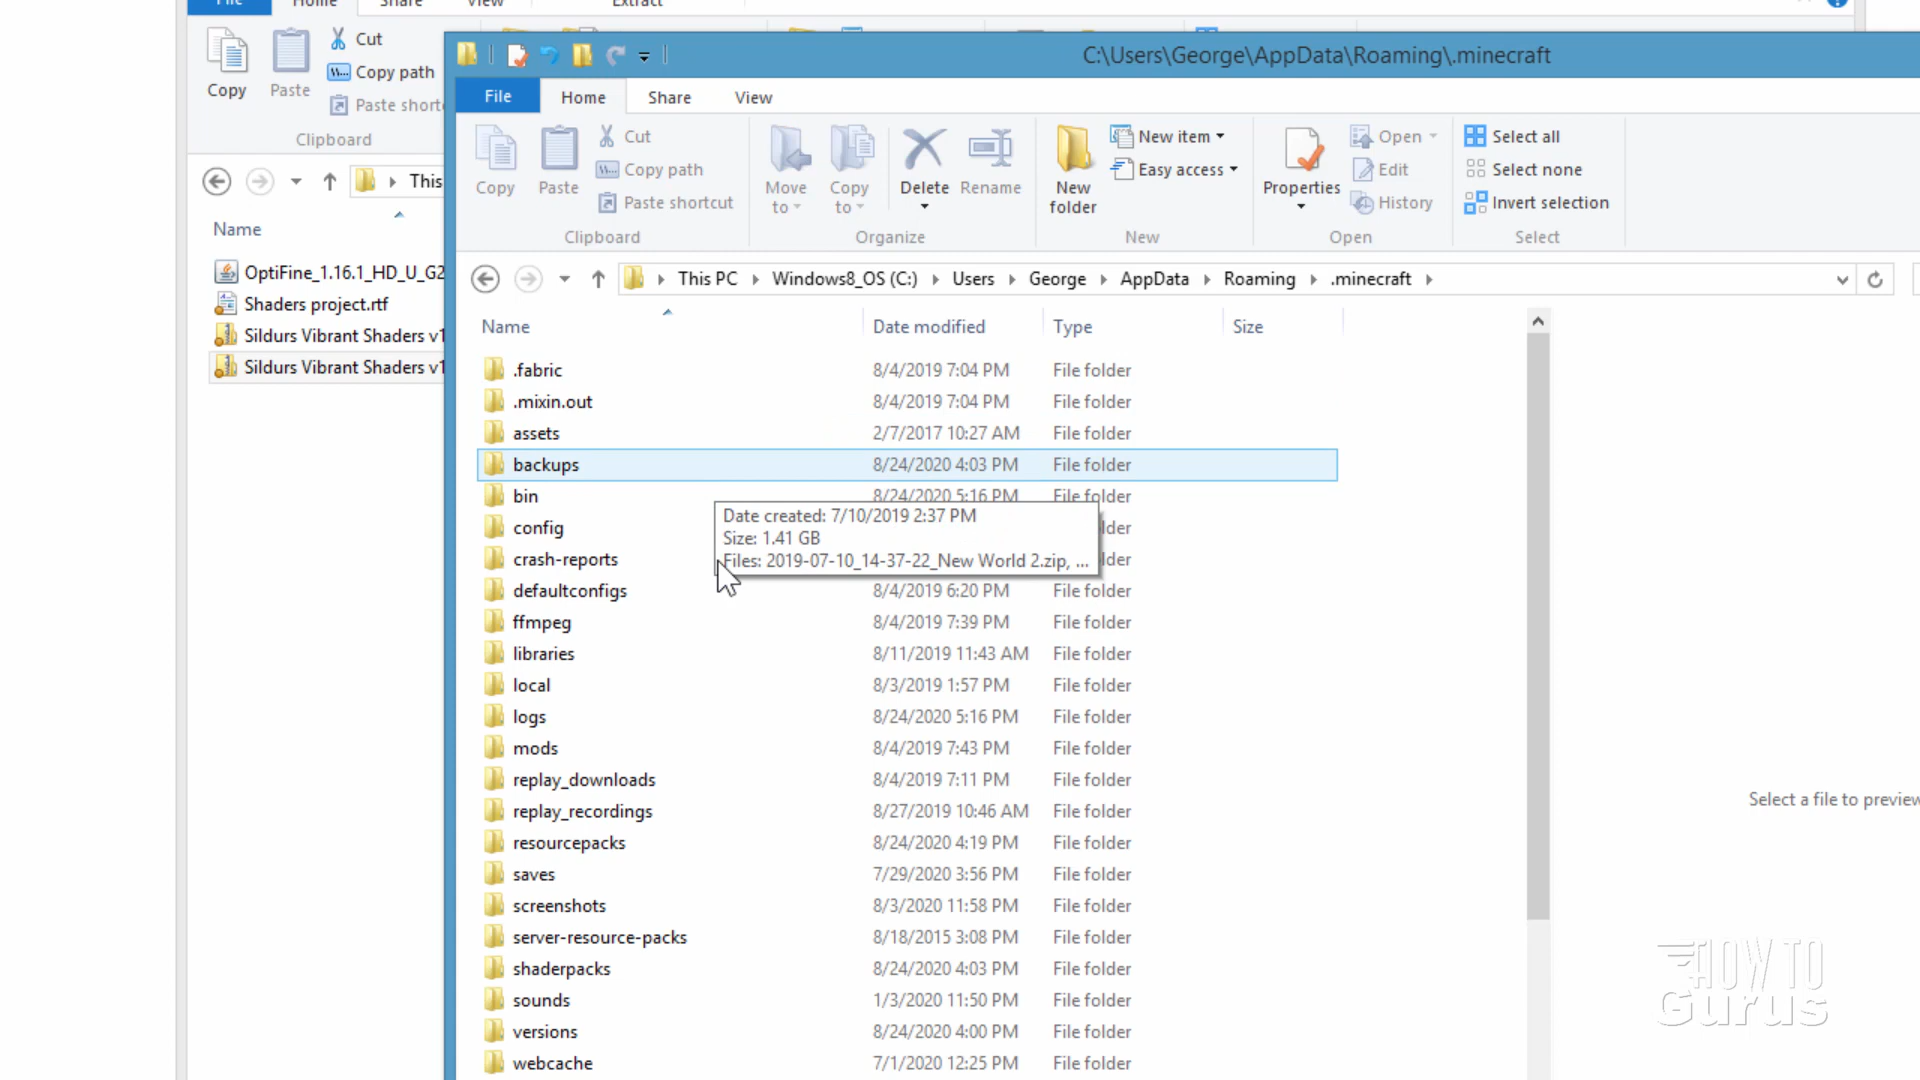 File
Home
Share
View
Extract
Copy
Paste
Cut
Copy path
Paste short
Clipboard
This
Name
OptiFine_1.16.1_HD_U_G2
Shaders project.rtf
Sildurs Vibrant Shaders v1
Sildurs Vibrant Shaders v1
C:\Users\George\AppData\Roaming\.minecraft
File
Home
Share
View
Copy
Paste
Cut
Copy path
Paste shortcut
Clipboard
Move to
Copy to
Delete
Rename
Organize
New folder
New item
Easy access
New
Properties
Open
Edit
History
Open
Select all
Select none
Invert selection
Select
This PC
Windows8_OS (C:)
Users
George
AppData
Roaming
.minecraft
Name Date modified Type Size
.fabric 8/4/2019 7:04 PM File folder
.mixin.out 8/4/2019 7:04 PM File folder
assets 2/7/2017 10:27 AM File folder
backups 8/24/2020 4:03 PM File folder
bin 8/24/2020 5:16 PM File folder
Date created: 7/10/2019 2:37 PM
Size: 1.41 GB
Files: 2019-07-10_14-37-22_New World 2.zip, ...
config lder
crash-reports lder
defaultconfigs 8/4/2019 6:20 PM File folder
ffmpeg 8/4/2019 7:39 PM File folder
libraries 8/11/2019 11:43 AM File folder
local 8/3/2019 1:57 PM File folder
logs 8/24/2020 5:16 PM File folder
mods 8/4/2019 7:43 PM File folder
replay_downloads 8/4/2019 7:11 PM File folder
replay_recordings 8/27/2019 10:46 AM File folder
resourcepacks 8/24/2020 4:19 PM File folder
saves 7/29/2020 3:56 PM File folder
screenshots 8/3/2020 11:58 PM File folder
server-resource-packs 8/18/2015 3:08 PM File folder
shaderpacks 8/24/2020 4:03 PM File folder
sounds 1/3/2020 11:50 PM File folder
versions 8/24/2020 4:00 PM File folder
webcache 7/1/2020 12:25 PM File folder
Select a file to preview
HOW TO
Gurus